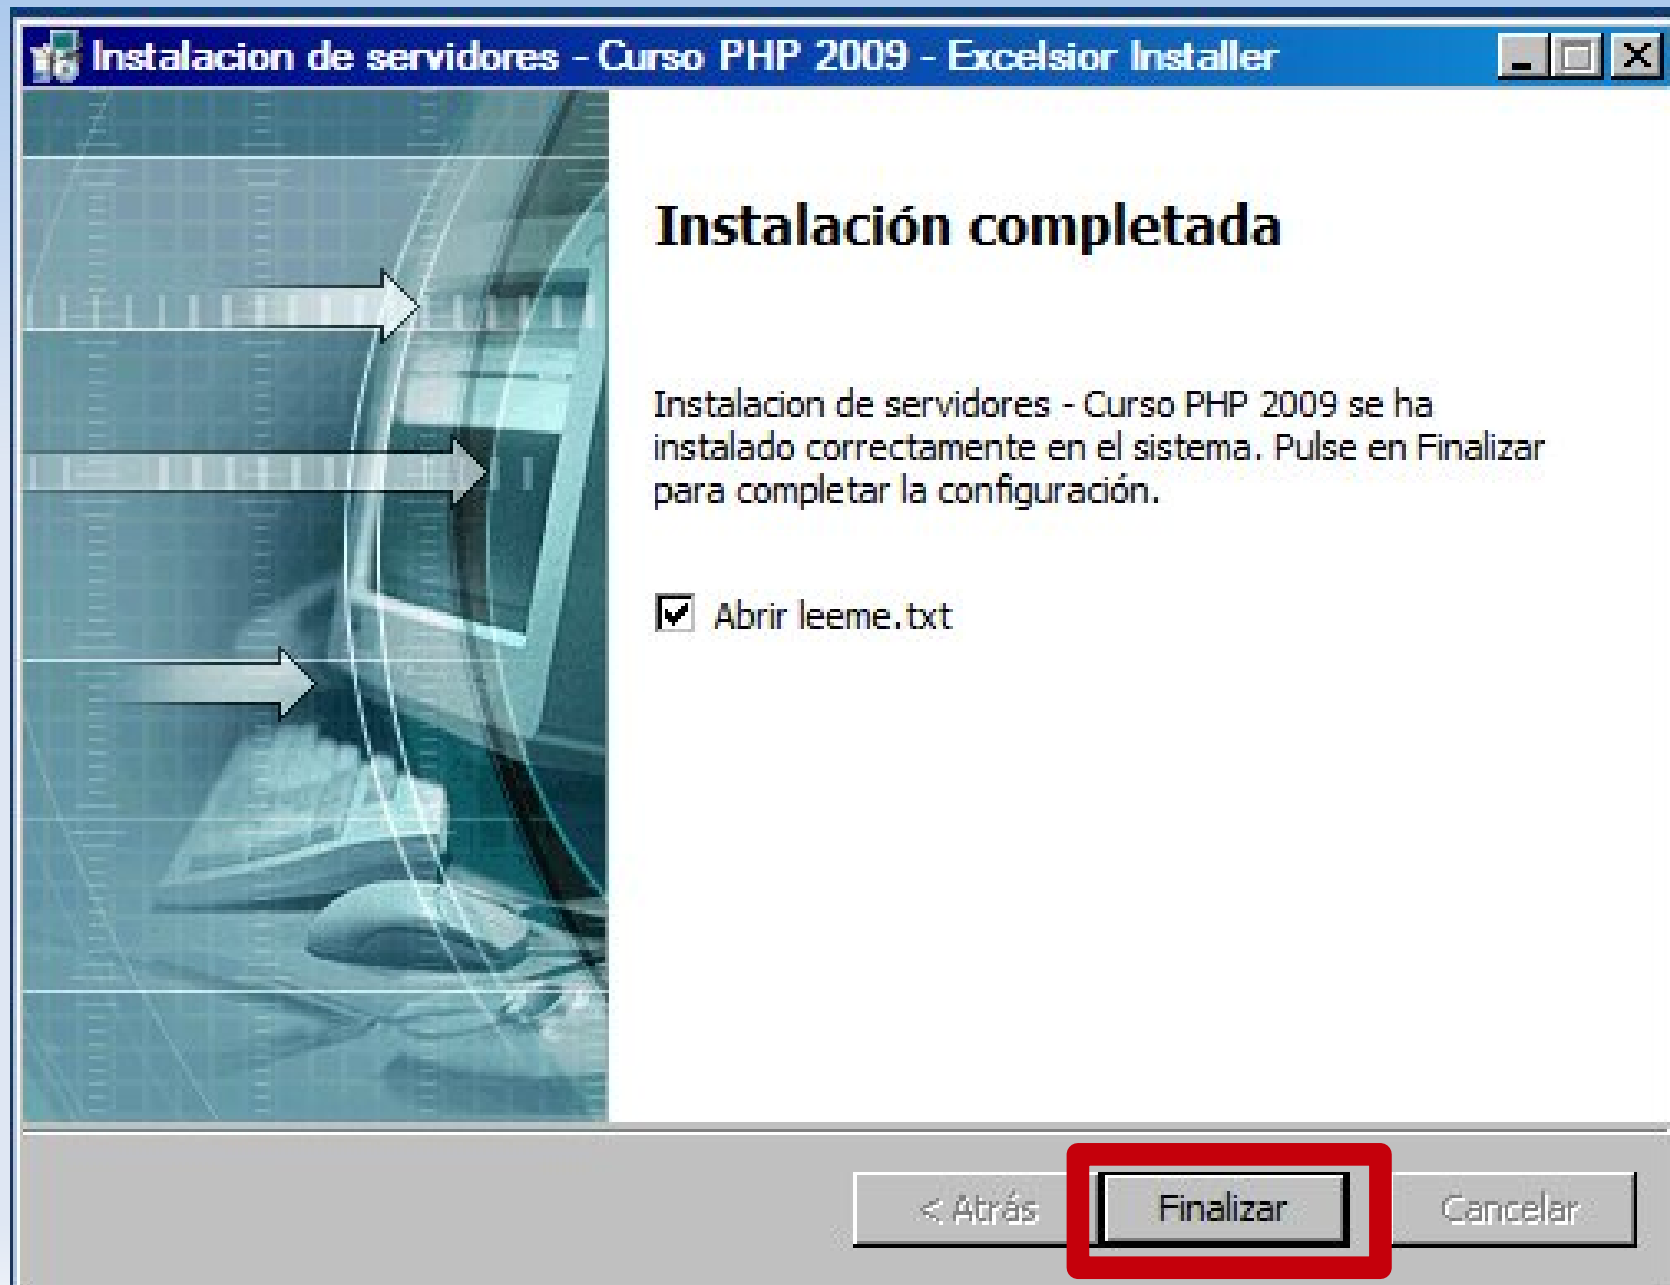 Instalacion de servidores - Curso PHP 2009 - Excelsior Installer
Instalación completada
Instalacion de servidores - Curso PHP 2009 se ha
instalado correctamente en el sistema. Pulse en Finalizar
para completar la configuración.
Abrir leeme.txt
< Atrás
Finalizar
Cancelar